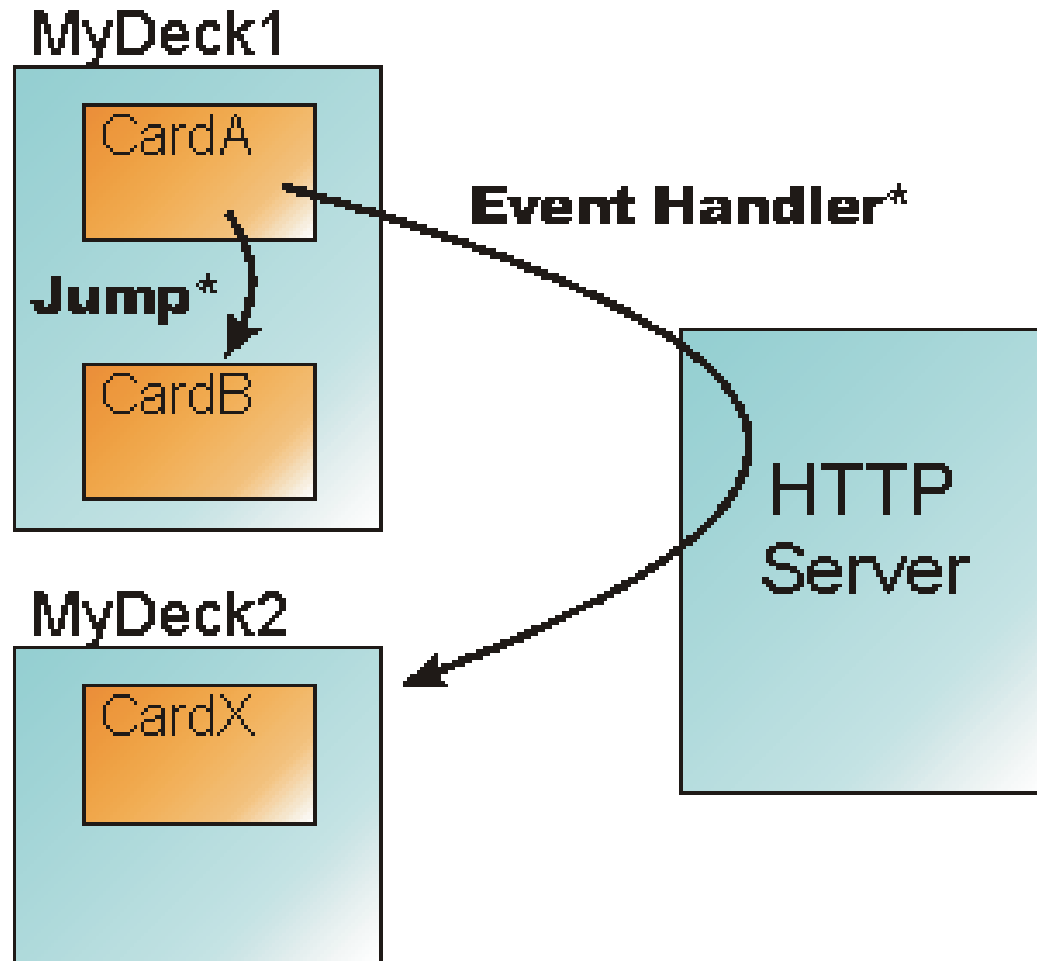 MyDeck1
CardA
Event Handler*
Jump*
CardB
HTTP
Server
MyDeck2
CardX